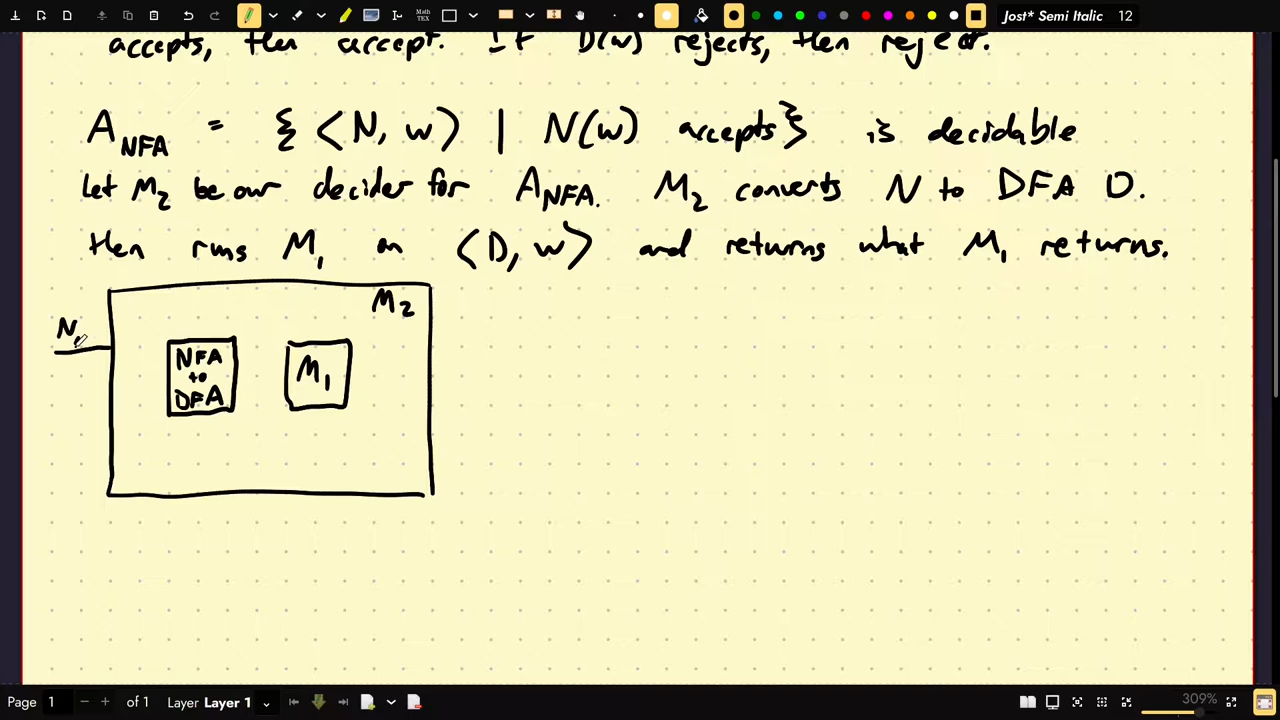 Jost* Semi Italic 12
accepts, then accept. If D(w) rejects, then reject.
A_NFA = { ⟨N, w⟩ | N(w) accepts} is decidable
Let M₂ be our decider for A_NFA. M₂ converts N to DFA D.
then runs M₁ on ⟨D, w⟩ and returns what M₁ returns.
M₂
N,
NFA
to
DFA
M₁
Page 1 of 1 Layer Layer 1 309%